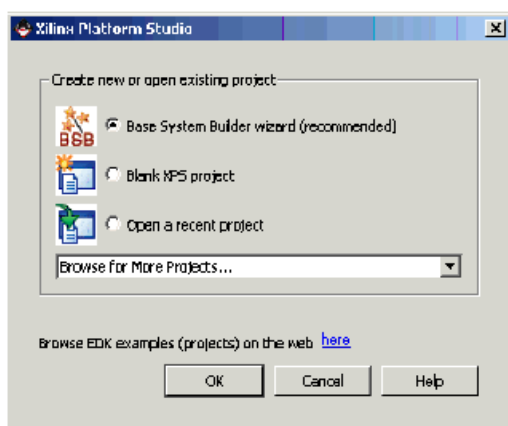 Xilinx Platform Studio
Create new or open existing project
BSB
Base System Builder wizard (recommended)
Blank XPS project
Open a recent project
Browse for More Projects...
Browse EDK examples (projects) on the web here
OK Cancel Help